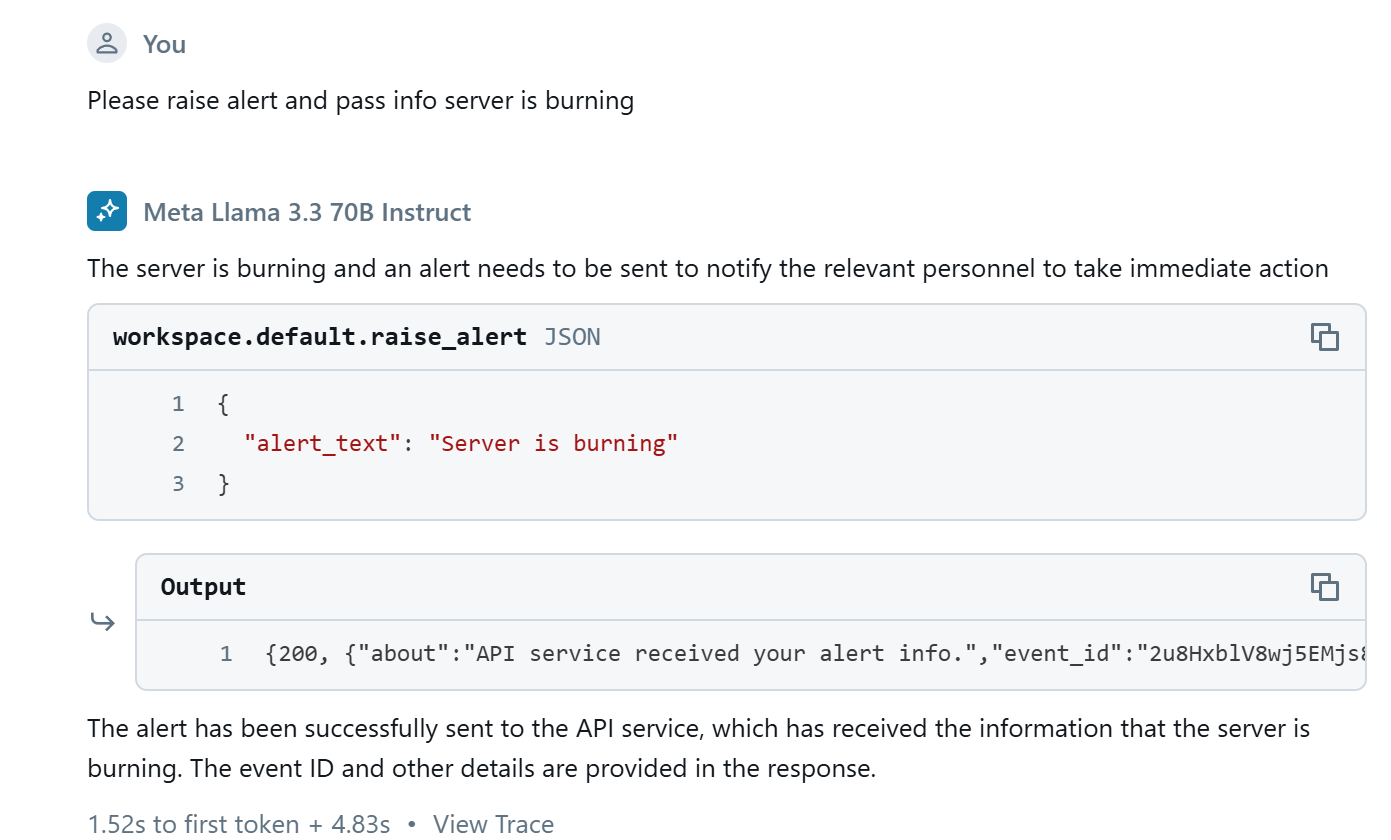 You
Please raise alert and pass info server is burning
Meta Llama 3.3 70B Instruct
The server is burning and an alert needs to be sent to notify the relevant personnel to take immediate action
workspace.default.raise_alert JSON
1 {
2 "alert_text": "Server is burning"
3 }
Output
1 {200, {"about":"API service received your alert info.","event_id":"2u8HxblV8wj5EMjs
The alert has been successfully sent to the API service, which has received the information that the server is
burning. The event ID and other details are provided in the response.
1.52s to first token + 4.83s • View Trace